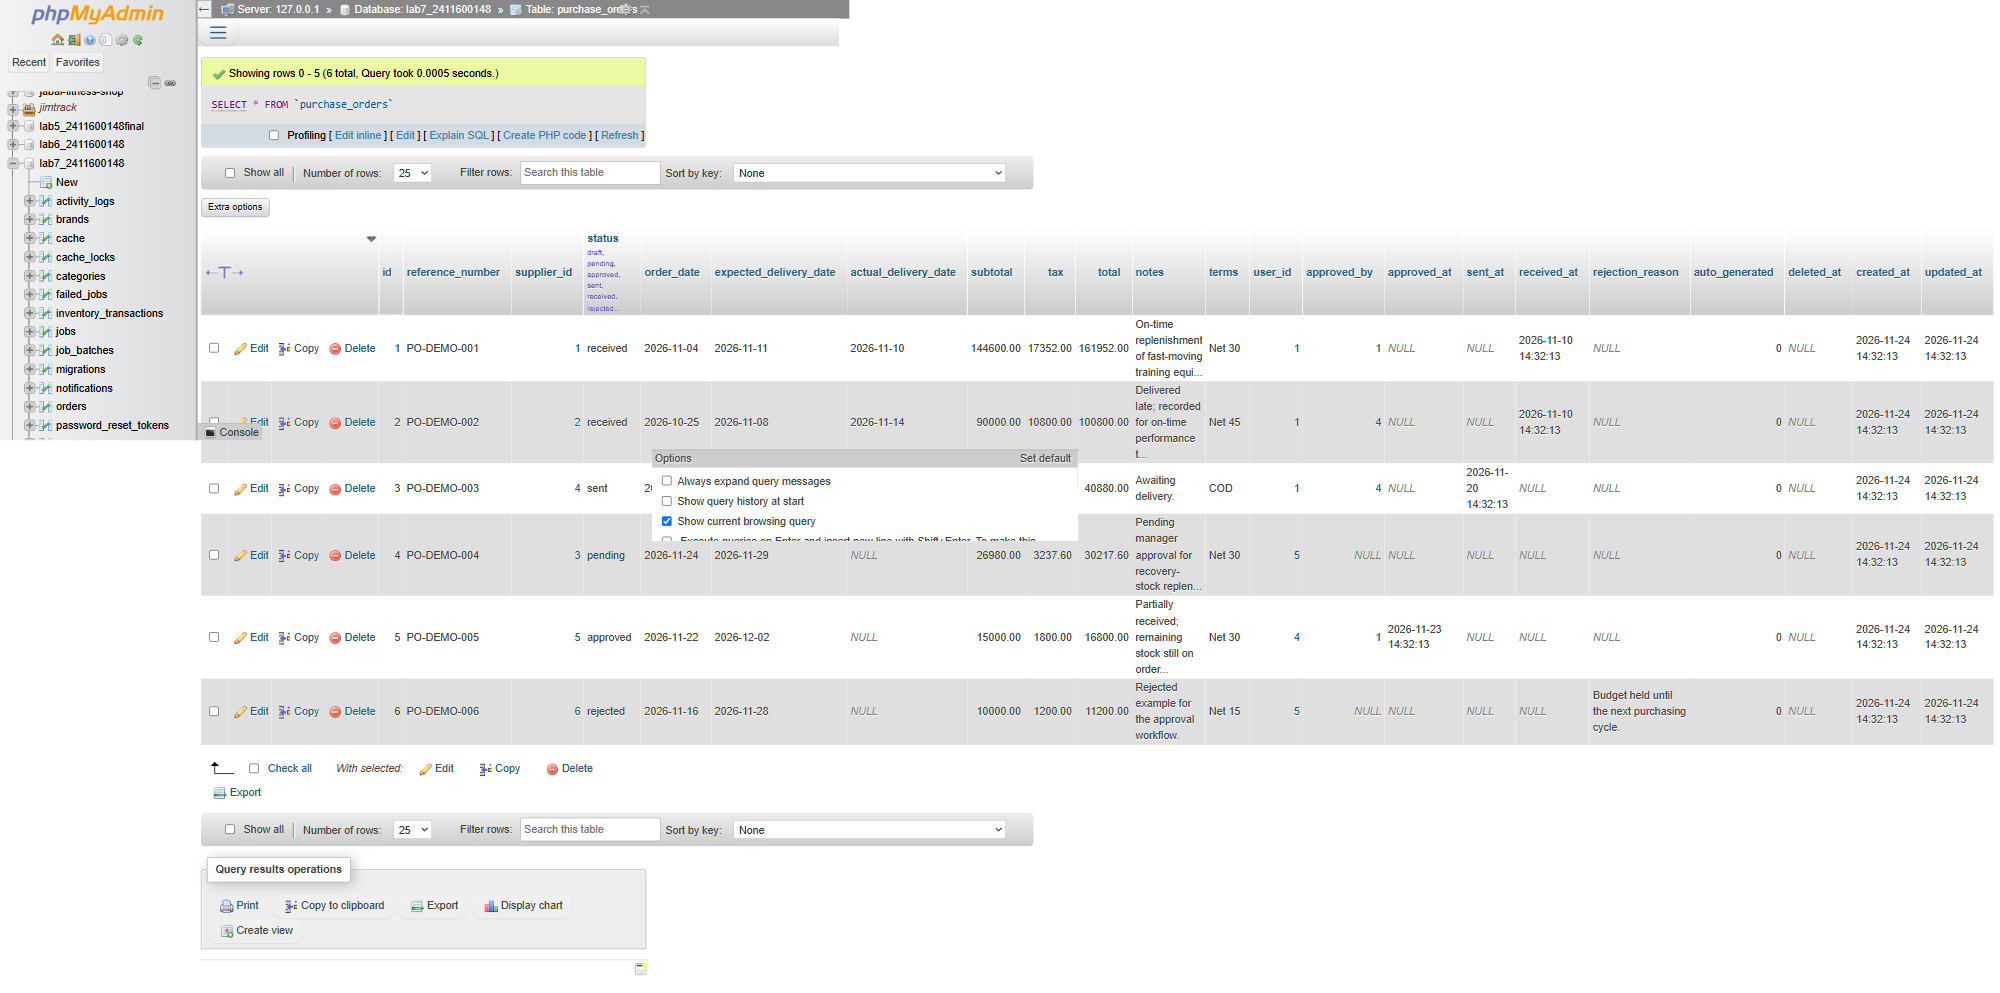 phpMyAdmin
Recent Favorites
jabal-fitness-shop
jimtrack
lab5_2411600148final
lab6_2411600148
lab7_2411600148
New
activity_logs
brands
cache
cache_locks
categories
failed_jobs
inventory_transactions
jobs
job_batches
migrations
notifications
orders
password_reset_tokens
Server: 127.0.0.1 » Database: lab7_2411600148 » Table: purchase_orders
Showing rows 0 - 5 (6 total, Query took 0.0005 seconds.)
SELECT * FROM `purchase_orders`
Profiling [ Edit inline ] [ Edit ] [ Explain SQL ] [ Create PHP code ] [ Refresh ]
Show all Number of rows: 25 Filter rows: Search this table Sort by key: None
Extra options
id reference_number supplier_id status draft, pending, approved, sent, received, rejected... order_date expected_delivery_date actual_delivery_date subtotal tax total notes terms user_id approved_by approved_at sent_at received_at rejection_reason auto_generated deleted_at created_at updated_at
Edit Copy Delete 1 PO-DEMO-001 1 received 2026-11-04 2026-11-11 2026-11-10 144600.00 17352.00 161952.00 On-time replenishment of fast-moving training equi... Net 30 1 1 NULL NULL 2026-11-10 14:32:13 NULL 0 NULL 2026-11-24 14:32:13 2026-11-24 14:32:13
Edit Copy Delete 2 PO-DEMO-002 2 received 2026-10-25 2026-11-08 2026-11-14 90000.00 10800.00 100800.00 Delivered late; recorded for on-time performance t... Net 45 1 4 NULL NULL 2026-11-10 14:32:13 NULL 0 NULL 2026-11-24 14:32:13 2026-11-24 14:32:13
Console
Edit Copy Delete 3 PO-DEMO-003 4 sent 40880.00 Awaiting delivery. COD 1 4 NULL 2026-11-20 14:32:13 NULL NULL 0 NULL 2026-11-24 14:32:13 2026-11-24 14:32:13
Options Set default
Always expand query messages
Show query history at start
Show current browsing query
Execute queries on Enter and insert new line with Shift+Enter. To make this
Edit Copy Delete 4 PO-DEMO-004 3 pending 2026-11-24 2026-11-29 NULL 26980.00 3237.60 30217.60 Pending manager approval for recovery-stock replen... Net 30 5 NULL NULL NULL NULL NULL 0 NULL 2026-11-24 14:32:13 2026-11-24 14:32:13
Edit Copy Delete 5 PO-DEMO-005 5 approved 2026-11-22 2026-12-02 NULL 15000.00 1800.00 16800.00 Partially received; remaining stock still on order... Net 30 4 1 2026-11-23 14:32:13 NULL NULL NULL 0 NULL 2026-11-24 14:32:13 2026-11-24 14:32:13
Edit Copy Delete 6 PO-DEMO-006 6 rejected 2026-11-16 2026-11-28 NULL 10000.00 1200.00 11200.00 Rejected example for the approval workflow. Net 15 5 NULL NULL NULL NULL Budget held until the next purchasing cycle. 0 NULL 2026-11-24 14:32:13 2026-11-24 14:32:13
Check all With selected: Edit Copy Delete
Export
Show all Number of rows: 25 Filter rows: Search this table Sort by key: None
Query results operations
Print Copy to clipboard Export Display chart
Create view